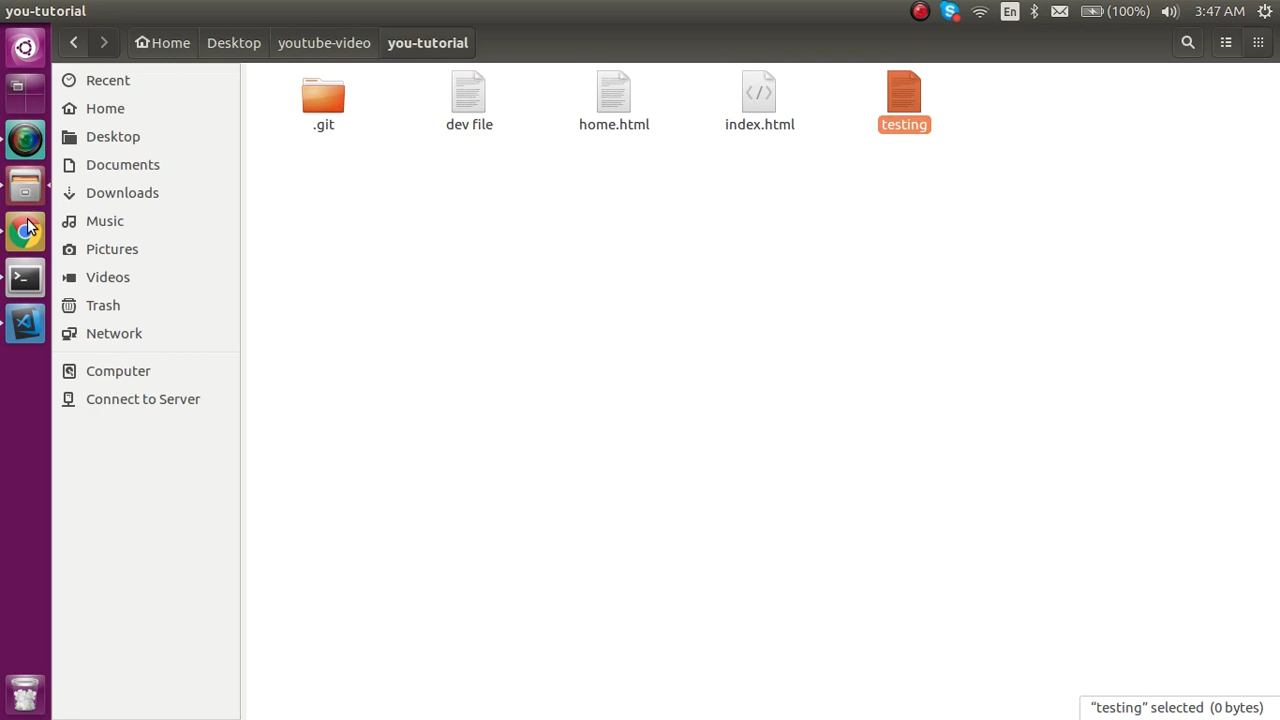 you-tutorial
En
(100%)
3:47 AM
Home
Desktop
youtube-video
you-tutorial
Recent
Home
Desktop
Documents
Downloads
Music
Pictures
Videos
Trash
Network
Computer
Connect to Server
.git
dev file
home.html
index.html
testing
"testing" selected (0 bytes)